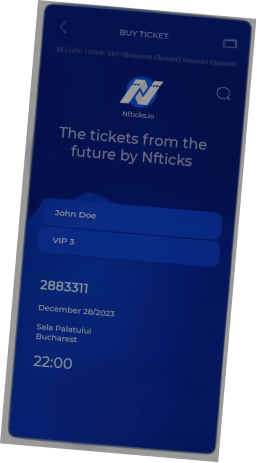 BUY TICKET
Nfticks.io
The tickets from the
future by Nfticks
John Doe
VIP 3
2883311
December 28/2023
Sala Palatului
Bucharest
22:00